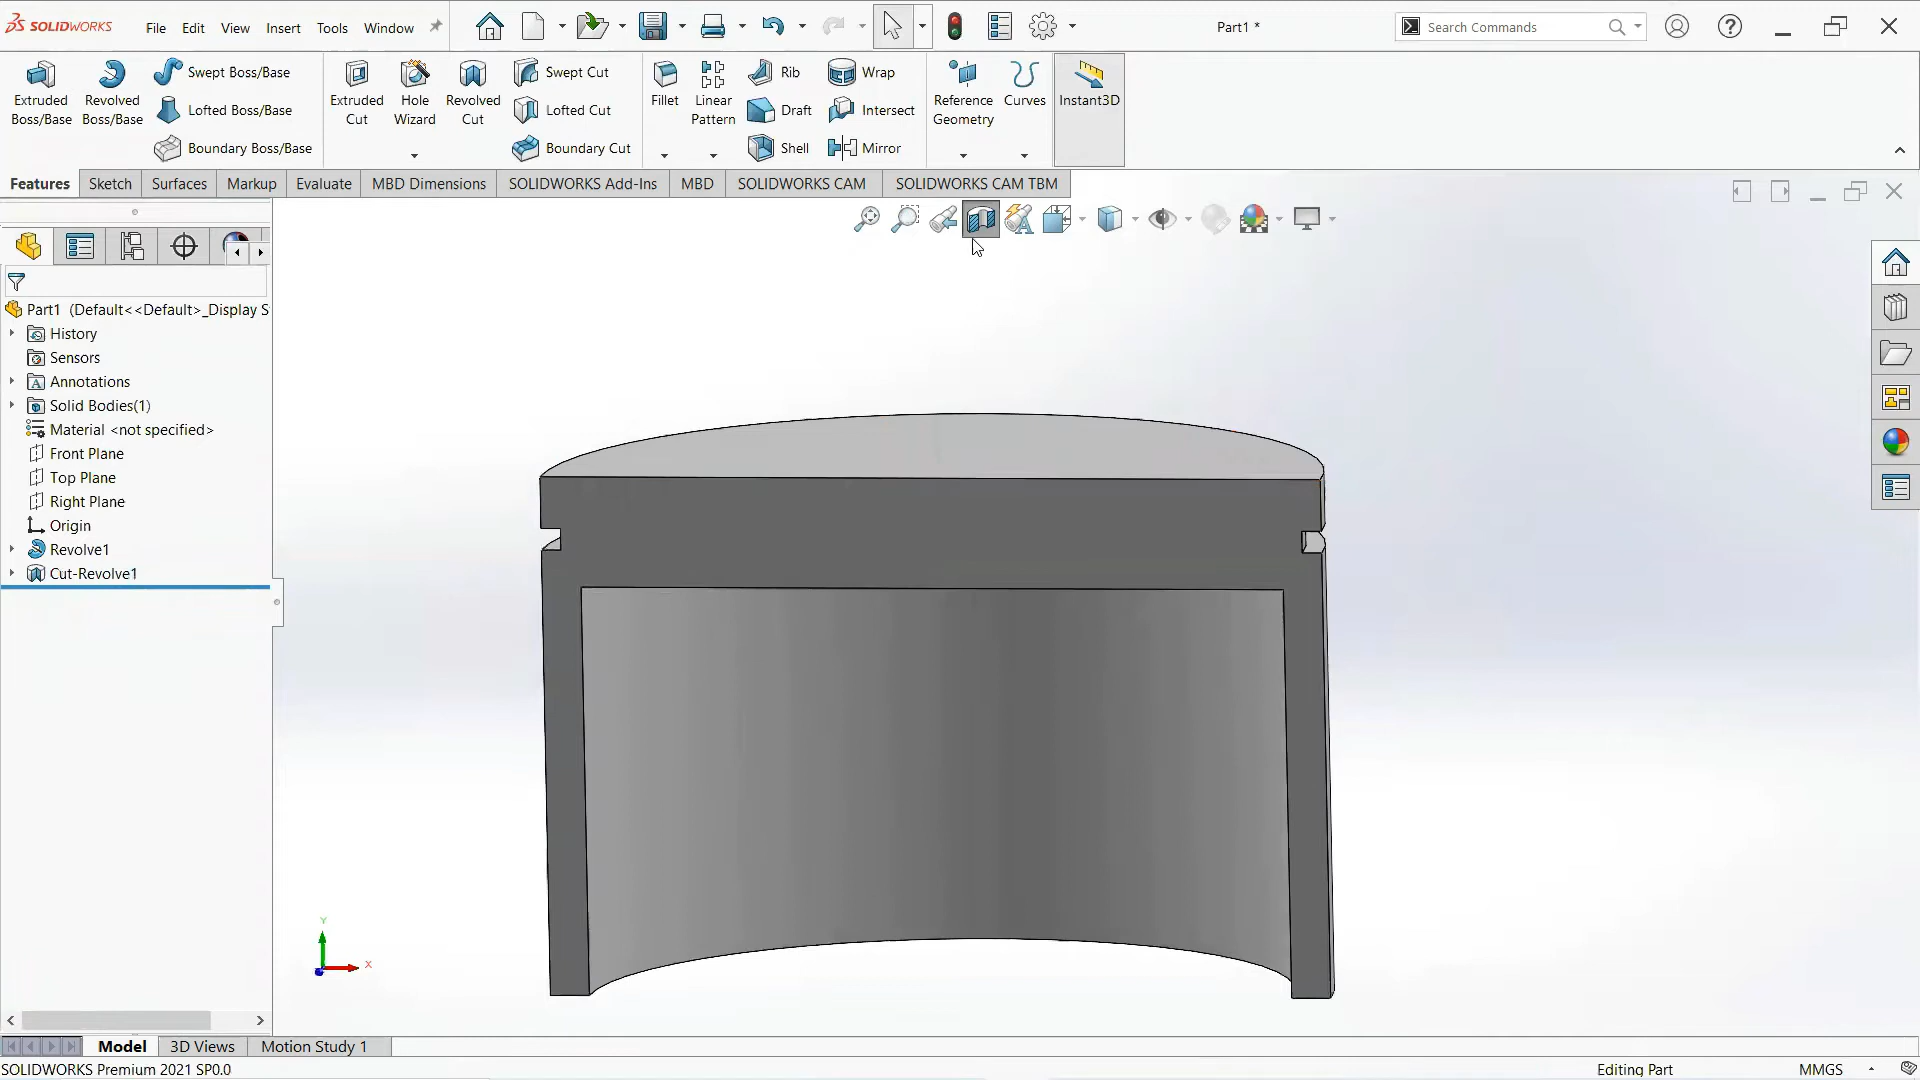 SOLIDWORKS File Edit View Insert Tools Window Part1 * Search Commands
Extruded Boss/Base
Revolved Boss/Base
Swept Boss/Base
Lofted Boss/Base
Boundary Boss/Base
Extruded Cut
Hole Wizard
Revolved Cut
Swept Cut
Lofted Cut
Boundary Cut
Fillet
Linear Pattern
Rib
Draft
Shell
Wrap
Intersect
Mirror
Reference Geometry
Curves
Instant3D
Features Sketch Surfaces Markup Evaluate MBD Dimensions SOLIDWORKS Add-Ins MBD SOLIDWORKS CAM SOLIDWORKS CAM TBM
Part1 (Default<<Default>_Display S
History
Sensors
Annotations
Solid Bodies(1)
Material <not specified>
Front Plane
Top Plane
Right Plane
Origin
Revolve1
Cut-Revolve1
Y
X
Model 3D Views Motion Study 1
SOLIDWORKS Premium 2021 SP0.0 Editing Part MMGS